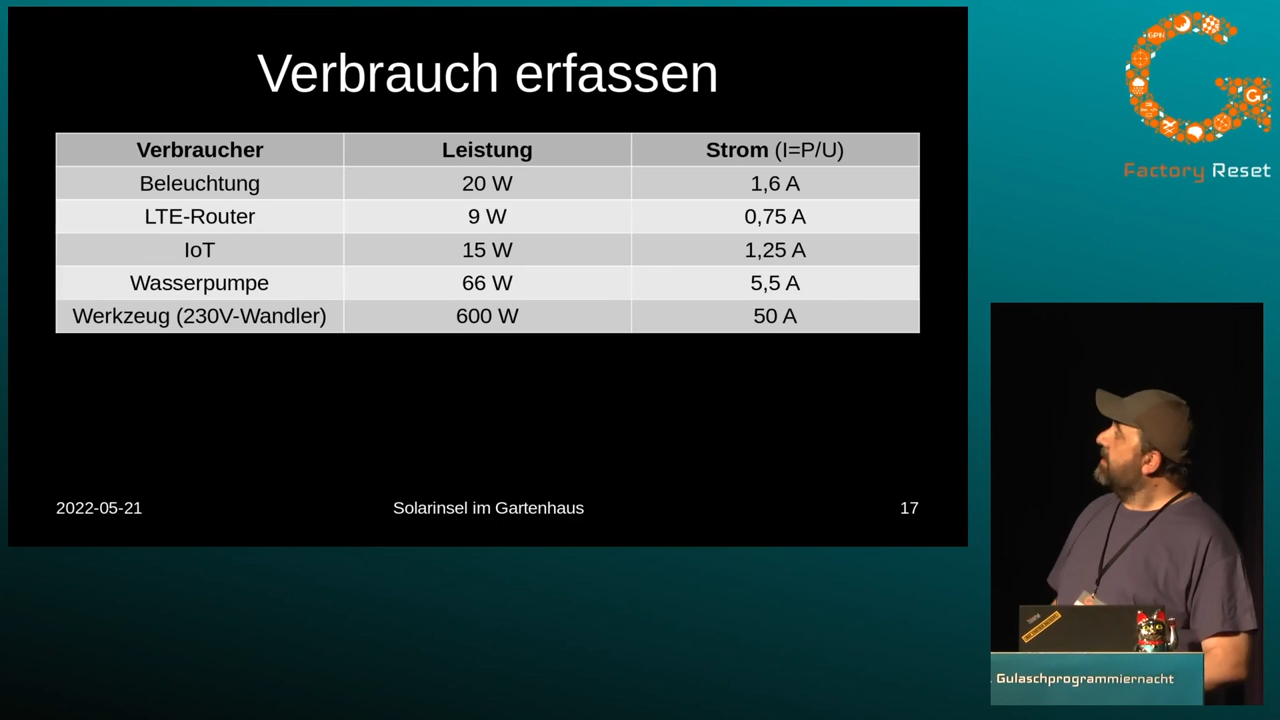 Verbrauch erfassen
Verbraucher Leistung Strom (I=P/U)
Beleuchtung 20 W 1,6 A
LTE-Router 9 W 0,75 A
IoT 15 W 1,25 A
Wasserpumpe 66 W 5,5 A
Werkzeug (230V-Wandler) 600 W 50 A
2022-05-21 Solarinsel im Gartenhaus 17
GPN
G
Factory Reset
. Gulaschprogrammiernacht